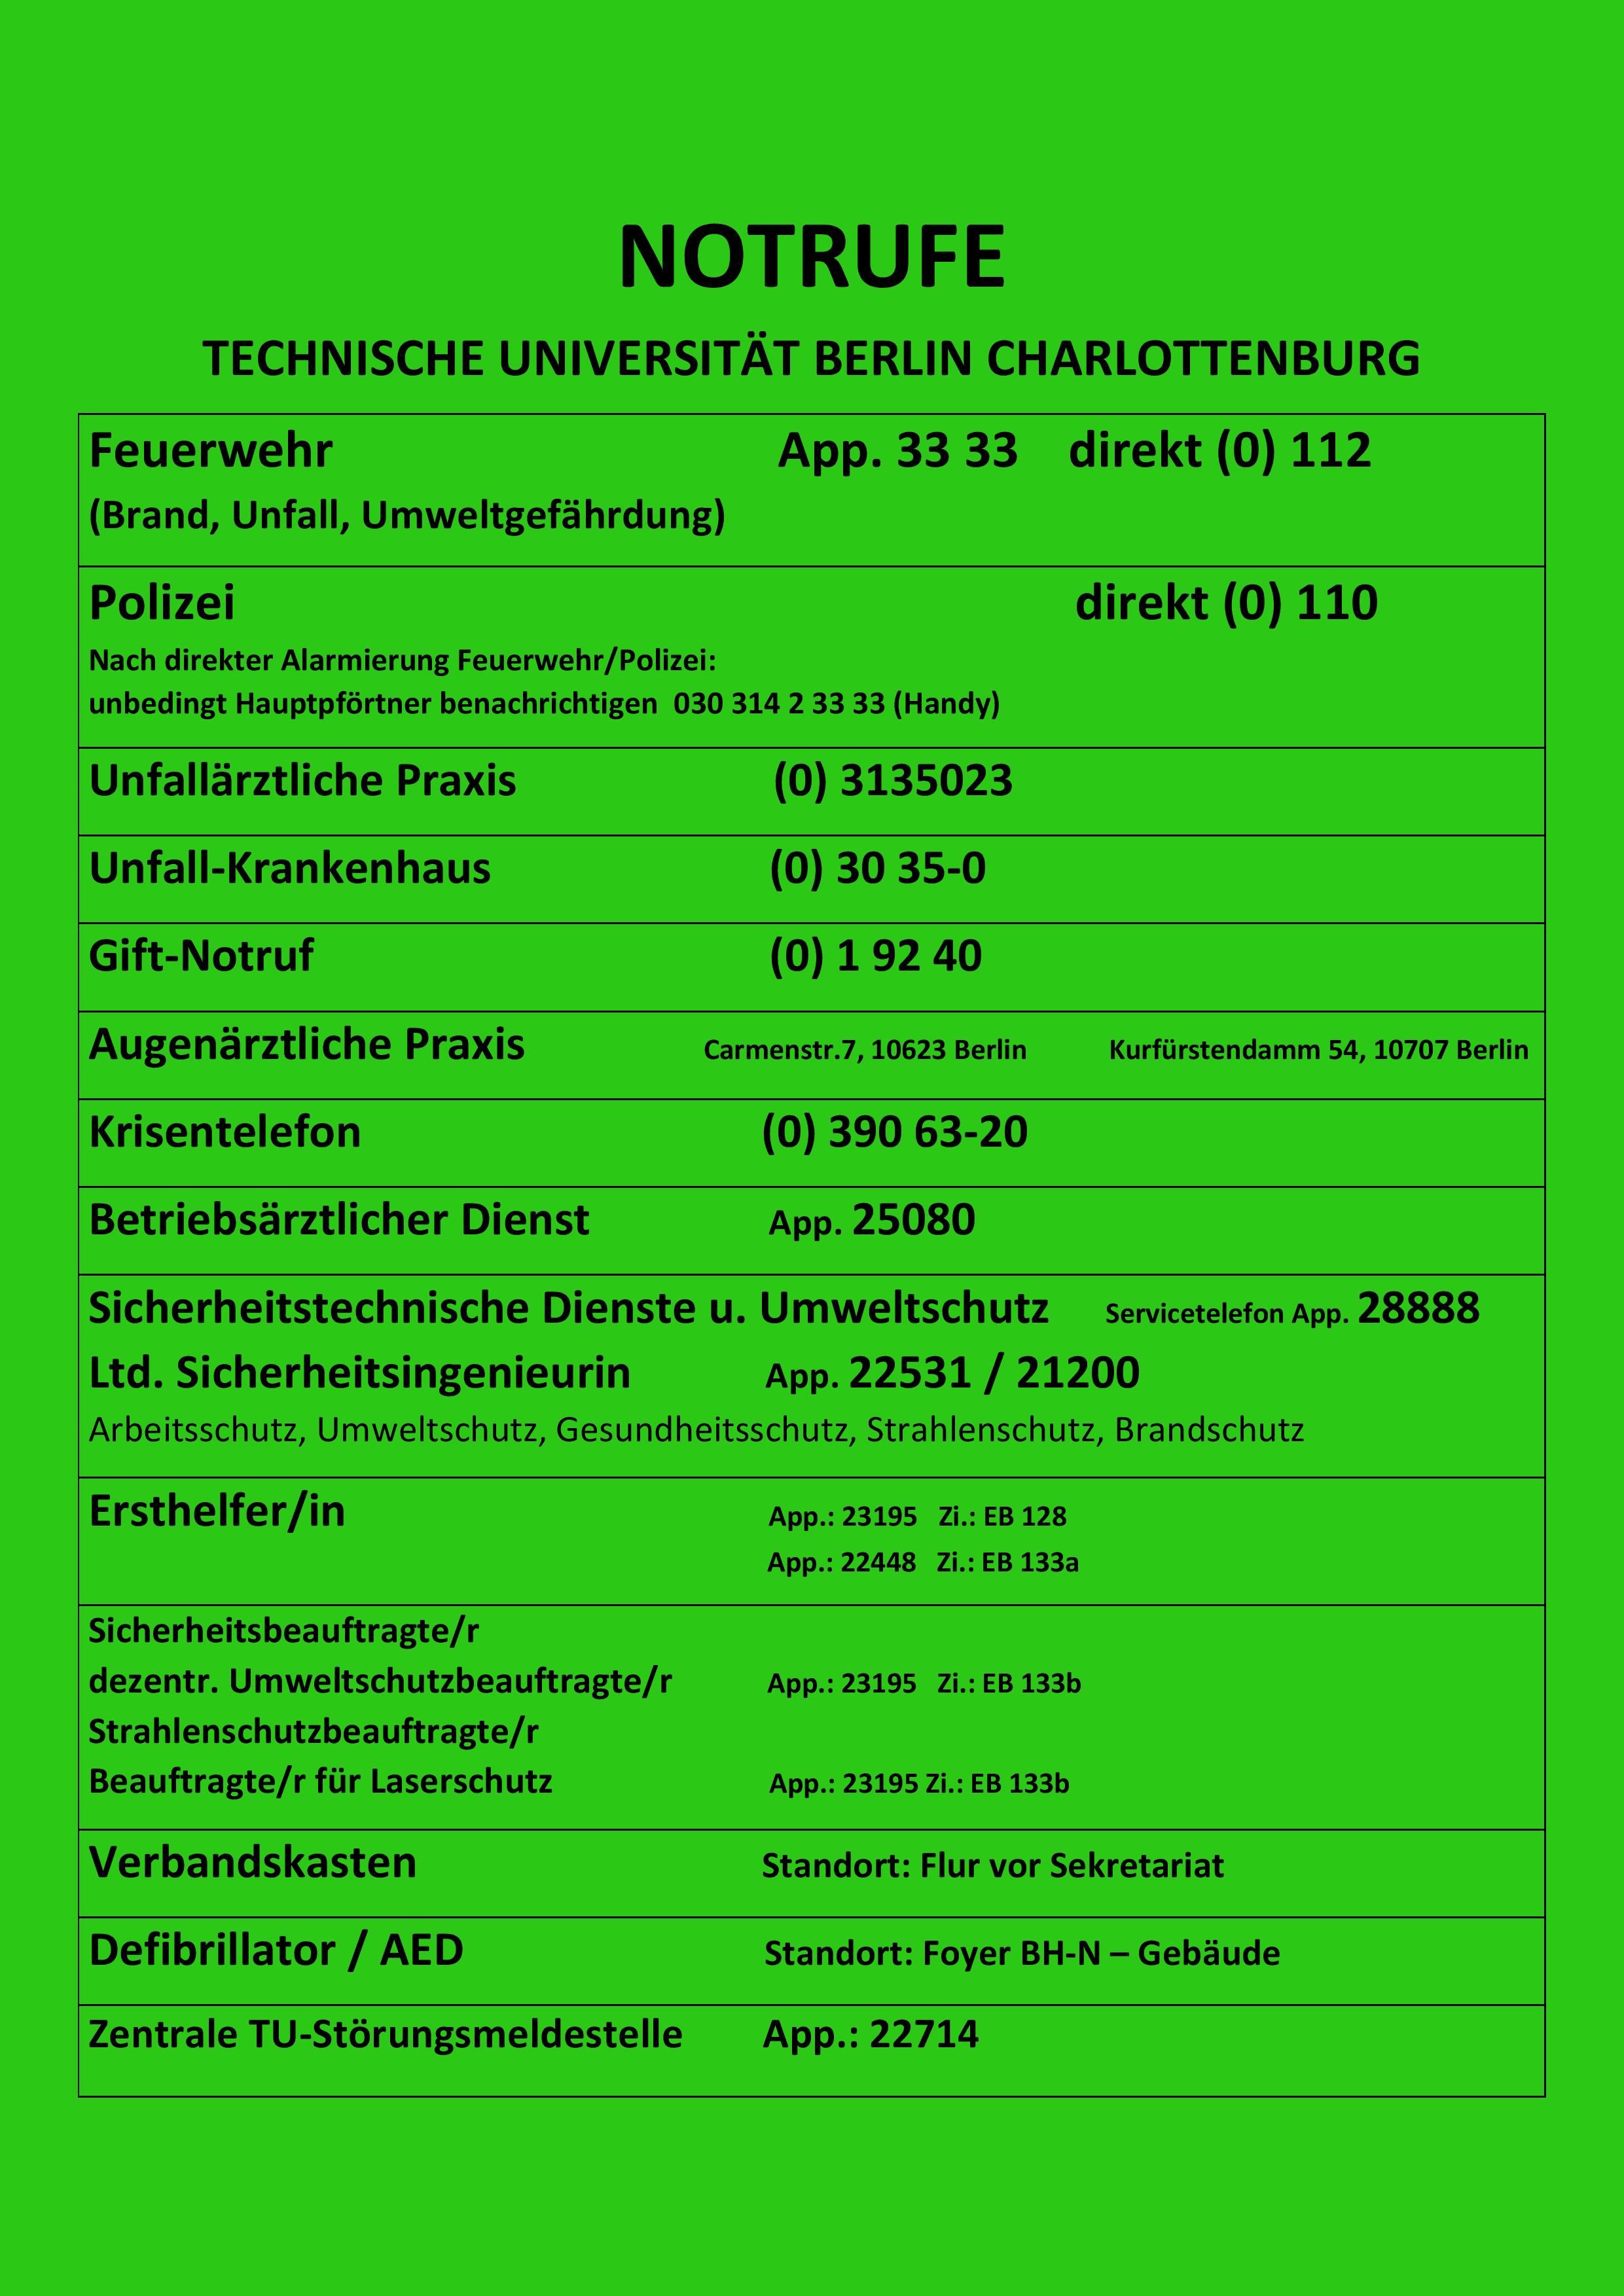 NOTRUFE
TECHNISCHE UNIVERSITÄT BERLIN CHARLOTTENBURG
Feuerwehr App. 33 33 direkt (0) 112
(Brand, Unfall, Umweltgefährdung)
Polizei direkt (0) 110
Nach direkter Alarmierung Feuerwehr/Polizei:
unbedingt Hauptpförtner benachrichtigen 030 314 2 33 33 (Handy)
Unfallärztliche Praxis (0) 3135023
Unfall-Krankenhaus (0) 30 35-0
Gift-Notruf (0) 1 92 40
Augenärztliche Praxis Carmenstr.7, 10623 Berlin Kurfürstendamm 54, 10707 Berlin
Krisentelefon (0) 390 63-20
Betriebsärztlicher Dienst App. 25080
Sicherheitstechnische Dienste u. Umweltschutz Servicetelefon App. 28888
Ltd. Sicherheitsingenieurin App. 22531 / 21200
Arbeitsschutz, Umweltschutz, Gesundheitsschutz, Strahlenschutz, Brandschutz
Ersthelfer/in App.: 23195 Zi.: EB 128
App.: 22448 Zi.: EB 133a
Sicherheitsbeauftragte/r
dezentr. Umweltschutzbeauftragte/r App.: 23195 Zi.: EB 133b
Strahlenschutzbeauftragte/r
Beauftragte/r für Laserschutz App.: 23195 Zi.: EB 133b
Verbandskasten Standort: Flur vor Sekretariat
Defibrillator / AED Standort: Foyer BH-N – Gebäude
Zentrale TU-Störungsmeldestelle App.: 22714